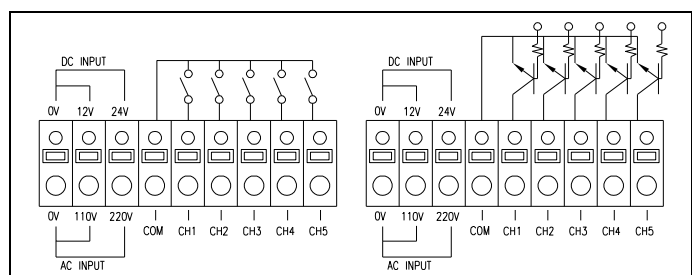 DC INPUT
0V 12V 24V
0V 110V 220V COM CH1 CH2 CH3 CH4 CH5
AC INPUT
DC INPUT
0V 12V 24V
0V 110V 220V COM CH1 CH2 CH3 CH4 CH5
AC INPUT